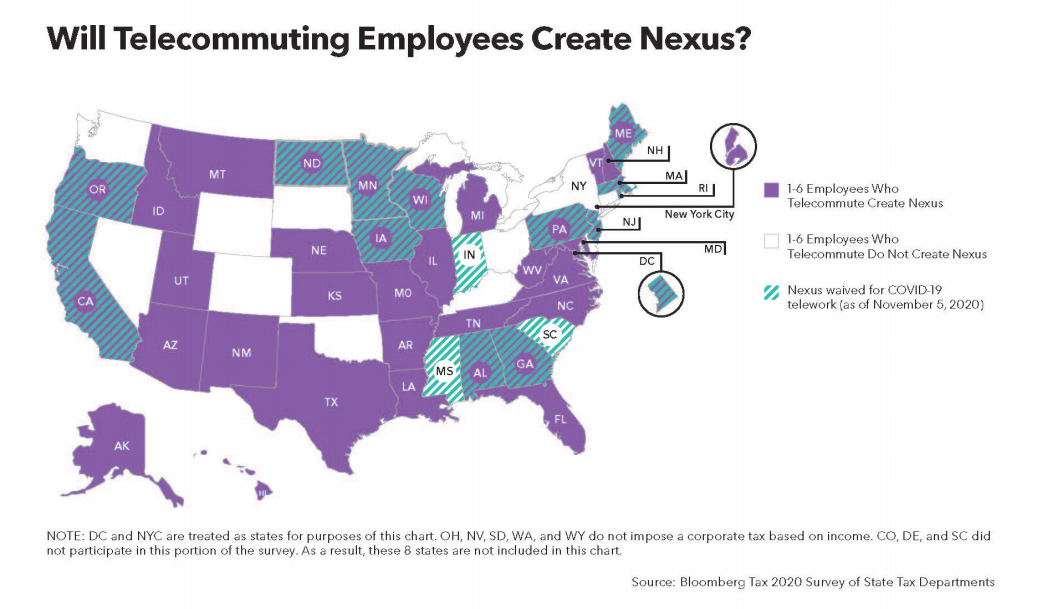 Will Telecommuting Employees Create Nexus?
ME
NH
VT
MT
ND
MN
OR
MA
NY
RI
WI
ID
MI
New York City
NJ
PA
IA
MD
NE
IN
DC
IL
UT
WV
VA
CA
KS
MO
NC
TN
SC
AZ
NM
AR
MS
AL
GA
LA
TX
FL
AK
HI
1-6 Employees Who
Telecommute Create Nexus
1-6 Employees Who
Telecommute Do Not Create Nexus
Nexus waived for COVID-19
telework (as of November 5, 2020)
NOTE: DC and NYC are treated as states for purposes of this chart. OH, NV, SD, WA, and WY do not impose a corporate tax based on income. CO, DE, and SC did
not participate in this portion of the survey. As a result, these 8 states are not included in this chart.
Source: Bloomberg Tax 2020 Survey of State Tax Departments